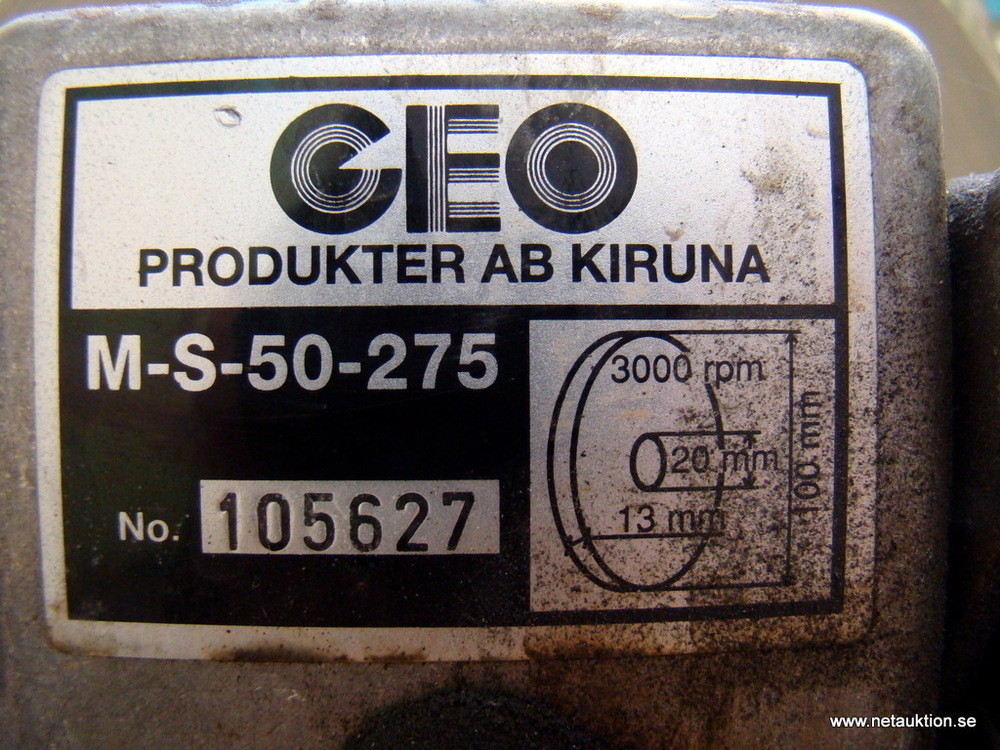 GEO
PRODUKTER AB KIRUNA
M-S-50-275
No. 105627
3000 rpm
20 mm
13 mm
100 mm
www.netauktion.se